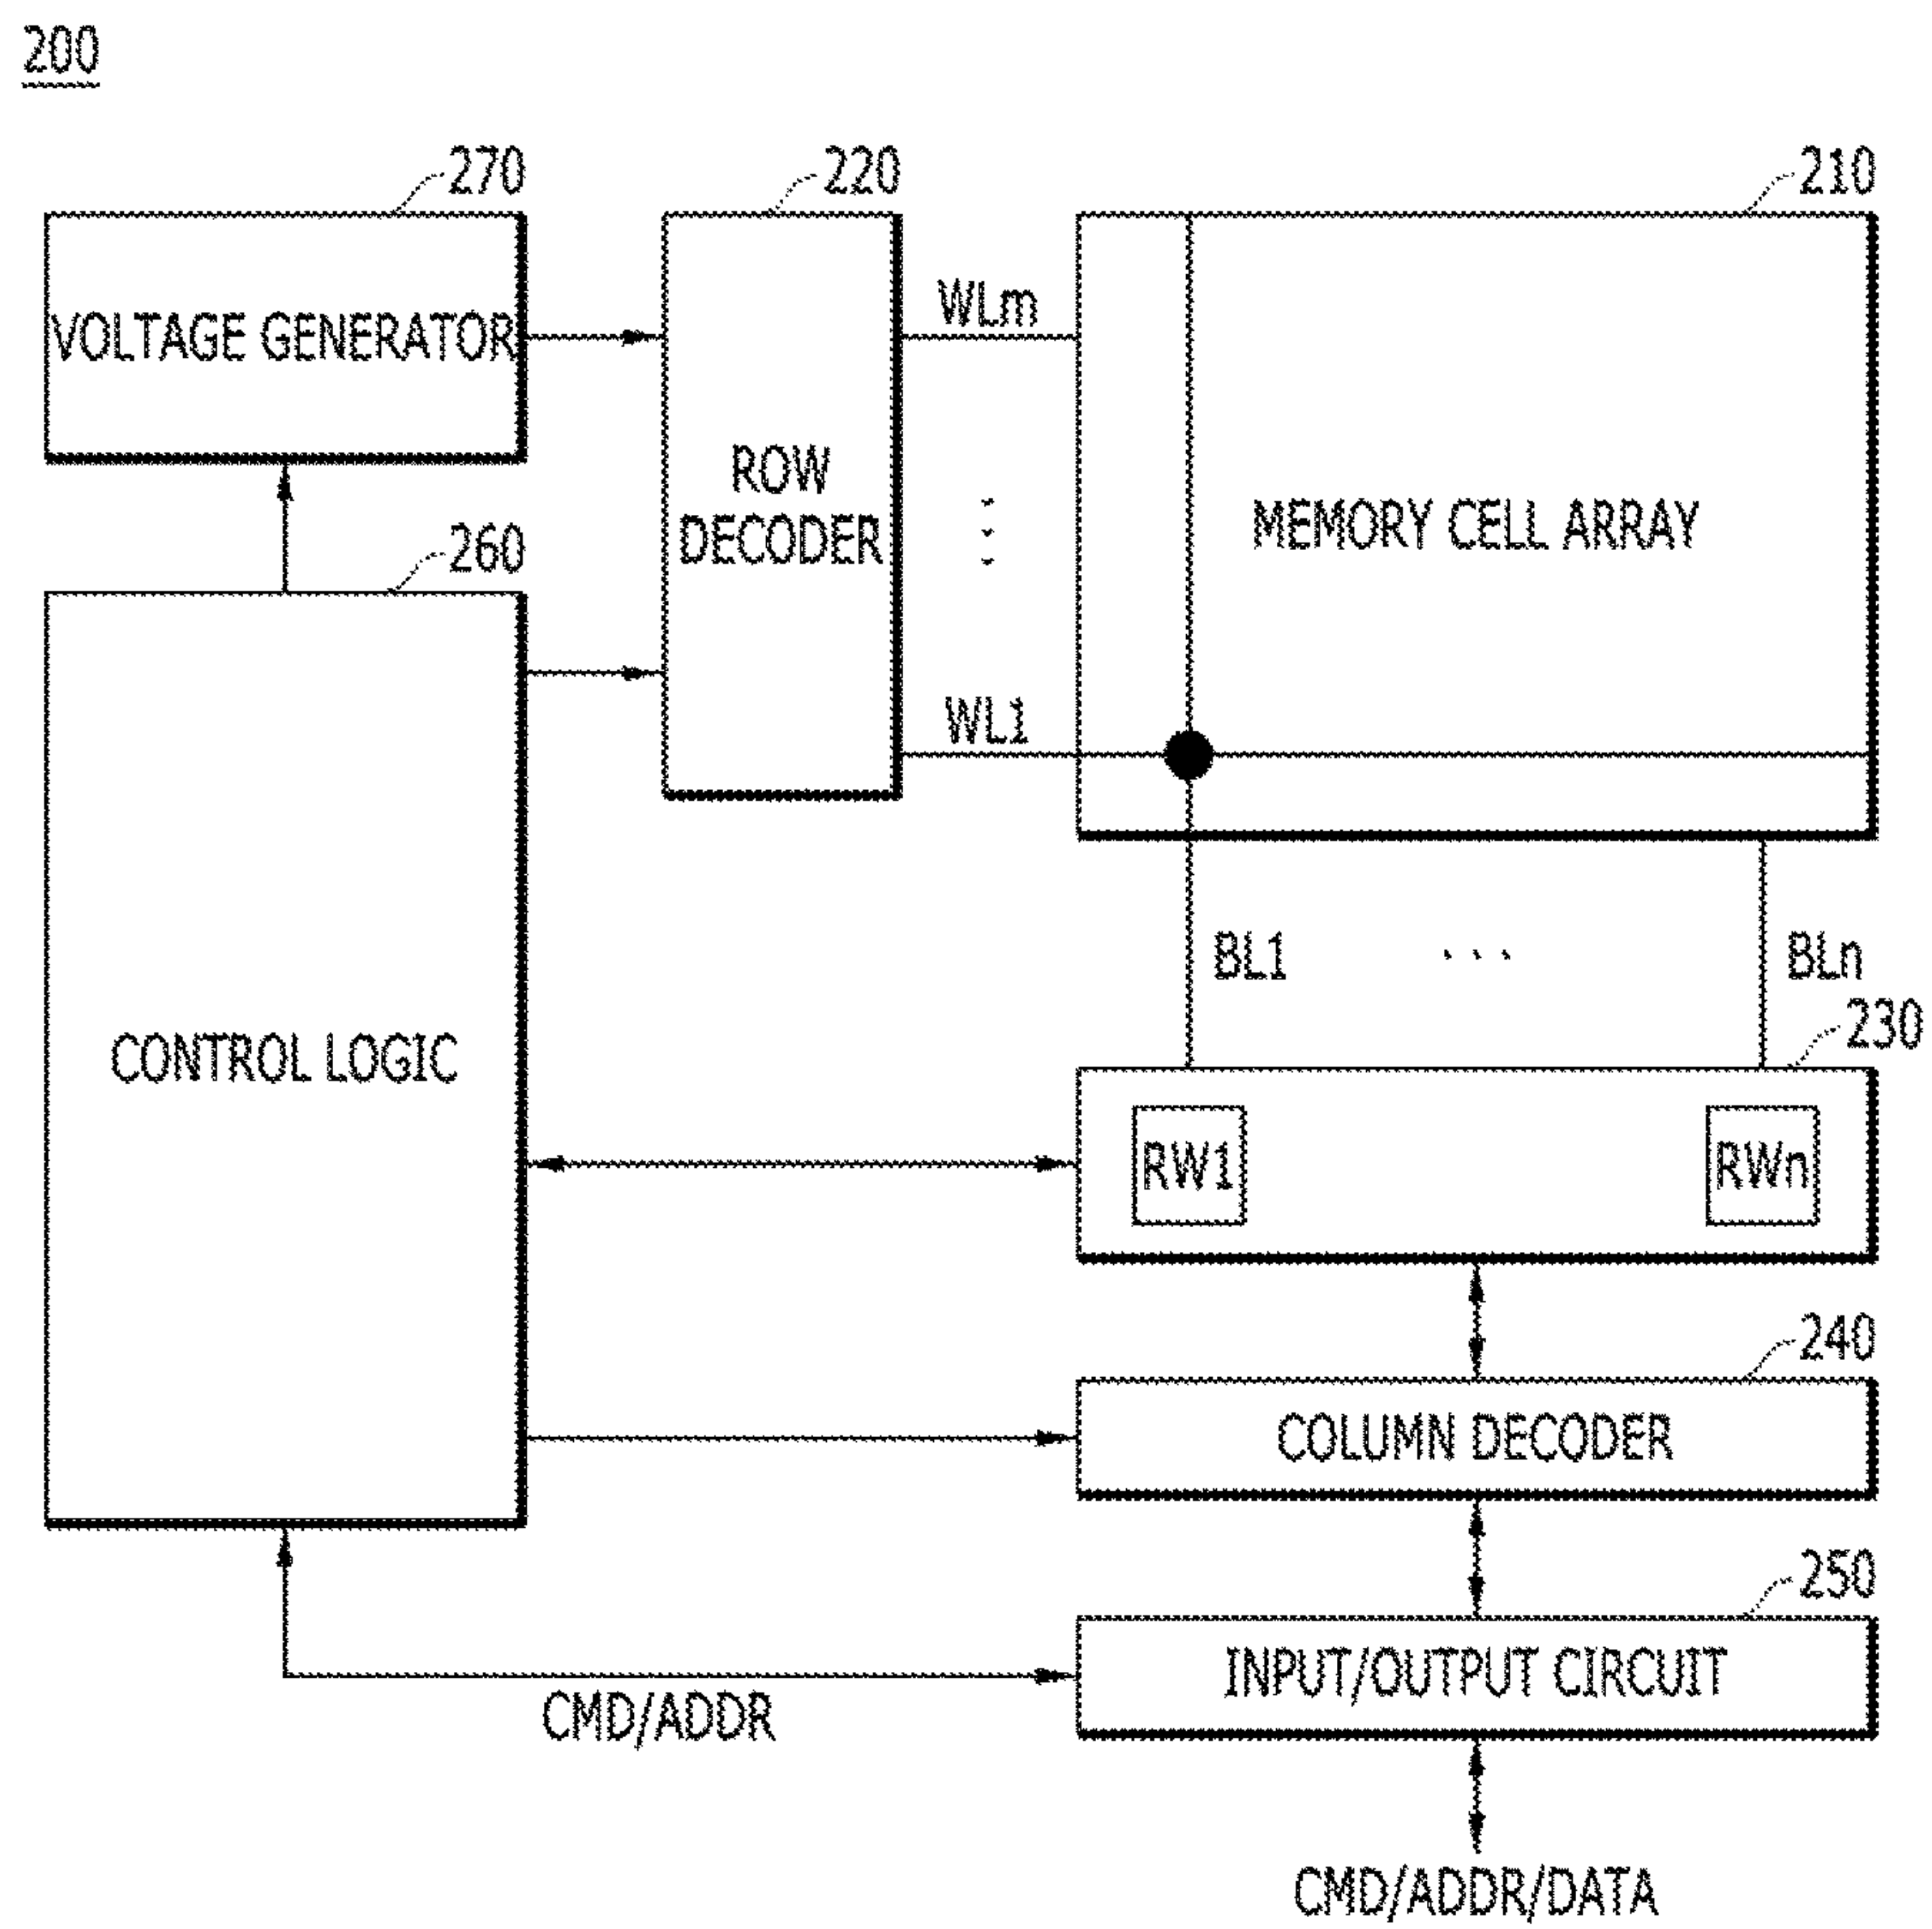 200
270
220
210
VOLTAGE GENERATOR
WLm
ROW
DECODER
MEMORY CELL ARRAY
260
WL1
CONTROL LOGIC
BL1
. . .
BLn
230
RW1
RWn
240
COLUMN DECODER
250
INPUT/OUTPUT CIRCUIT
CMD/ADDR
CMD/ADDR/DATA